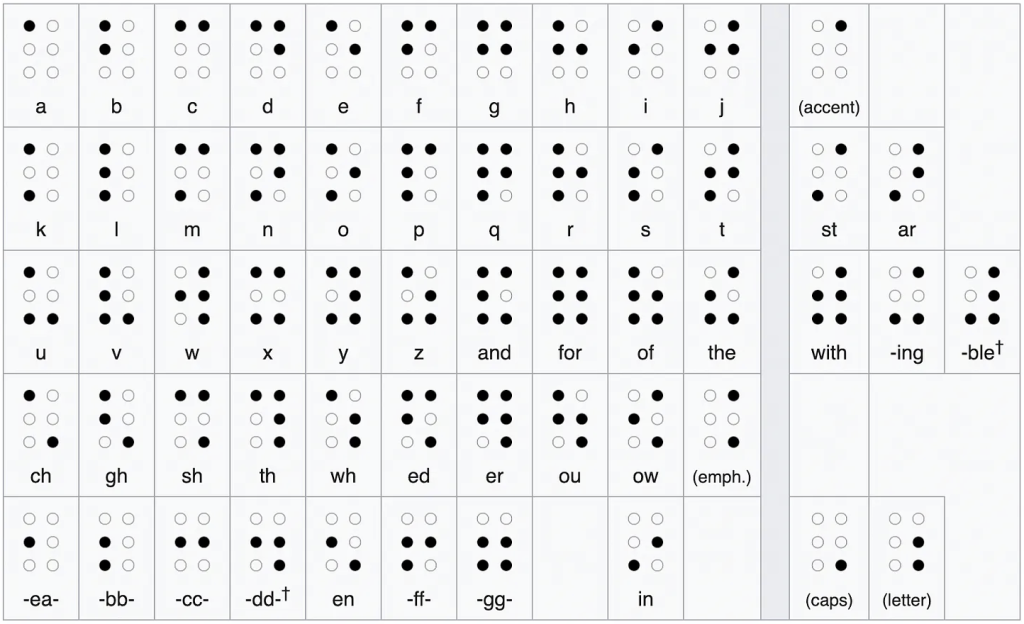 a b c d e f g h i j (accent)
k l m n o p q r s t st ar
u v w x y z and for of the with -ing -ble†
ch gh sh th wh ed er ou ow (emph.)
-ea- -bb- -cc- -dd-† en -ff- -gg- in (caps) (letter)